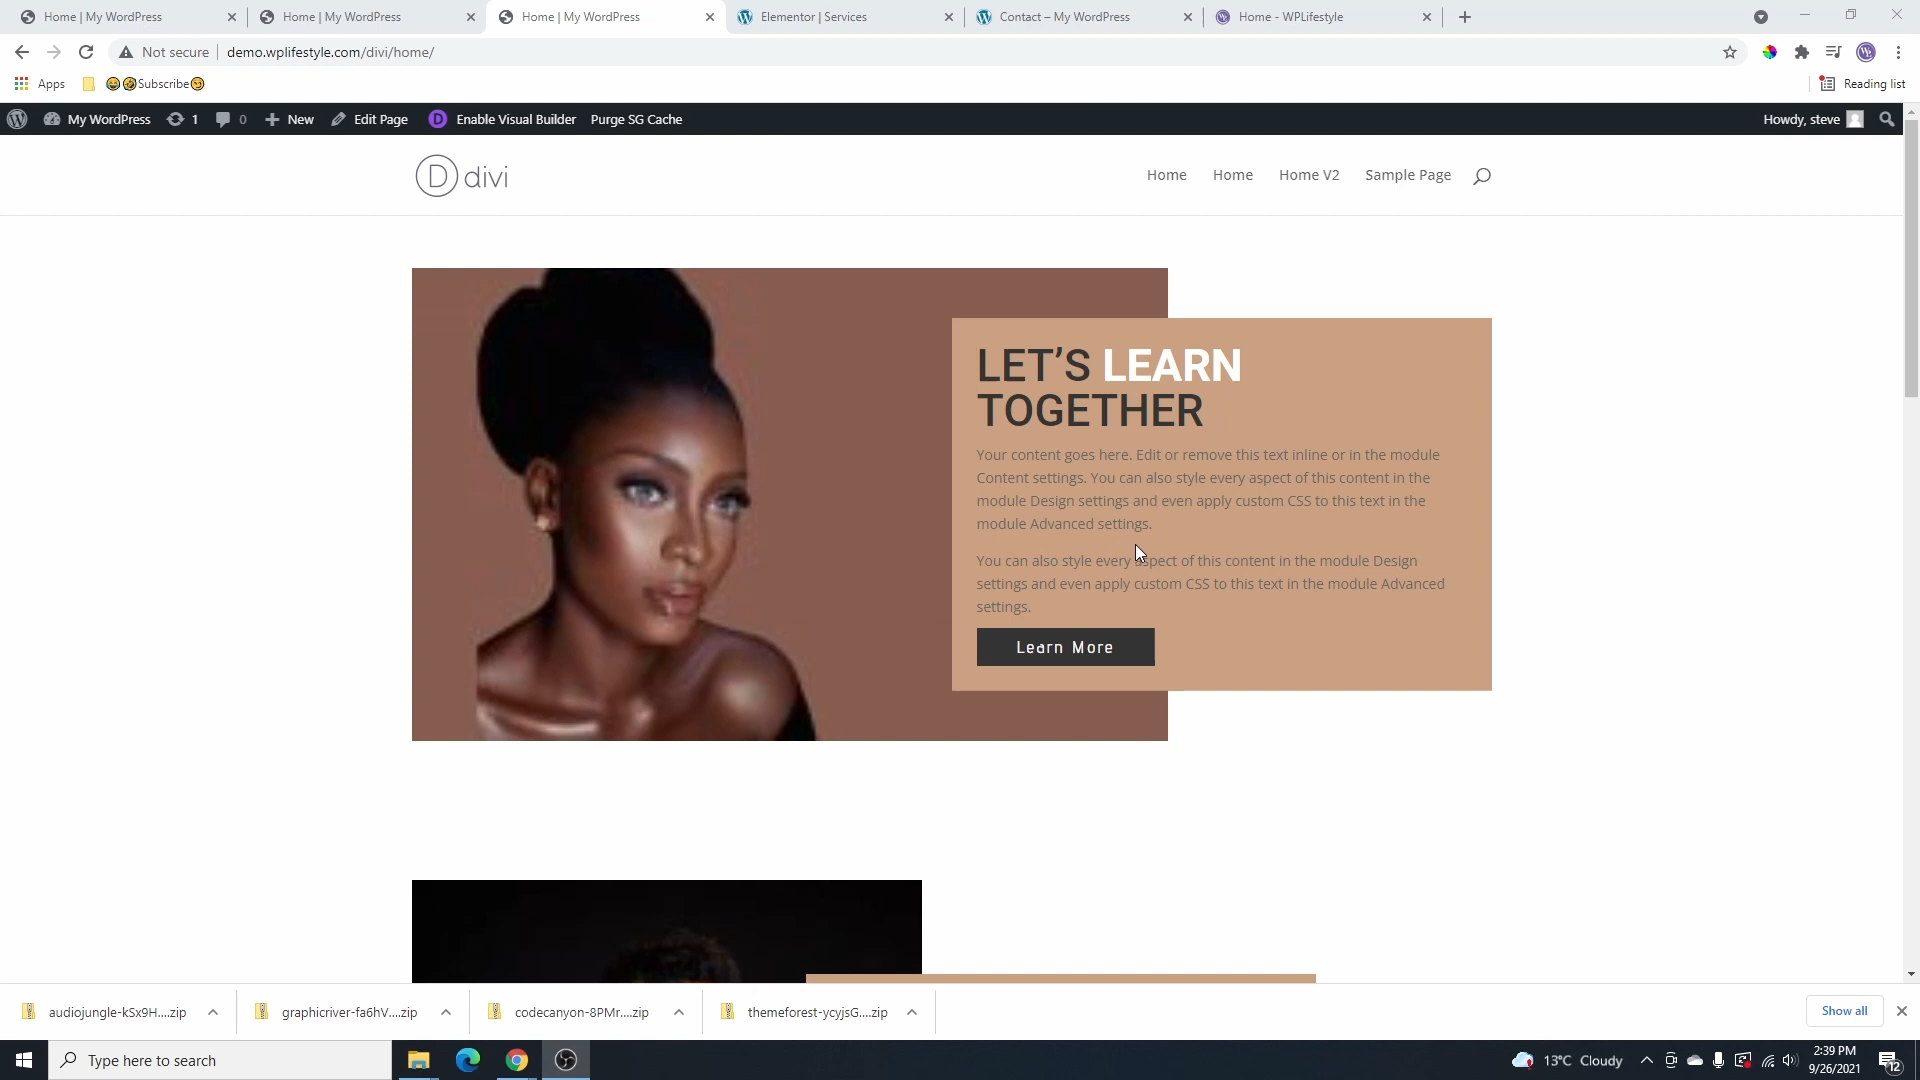 Home | My WordPress
Home | My WordPress
Home | My WordPress
Elementor | Services
Contact – My WordPress
Home - WPLifestyle
Not secure
demo.wplifestyle.com/divi/home/
Apps
😂🤣Subscribe😏
Reading list
My WordPress
1
0
New
Edit Page
D
Enable Visual Builder
Purge SG Cache
Howdy, steve
D divi
Home
Home
Home V2
Sample Page
LET’S LEARN
TOGETHER
Your content goes here. Edit or remove this text inline or in the module
Content settings. You can also style every aspect of this content in the
module Design settings and even apply custom CSS to this text in the
module Advanced settings.
You can also style every aspect of this content in the module Design
settings and even apply custom CSS to this text in the module Advanced
settings.
Learn More
audiojungle-kSx9H....zip
graphicriver-fa6hV....zip
codecanyon-8PMr....zip
themeforest-ycyjsG....zip
Show all
Type here to search
13°C Cloudy
2:39 PM
9/26/2021
12